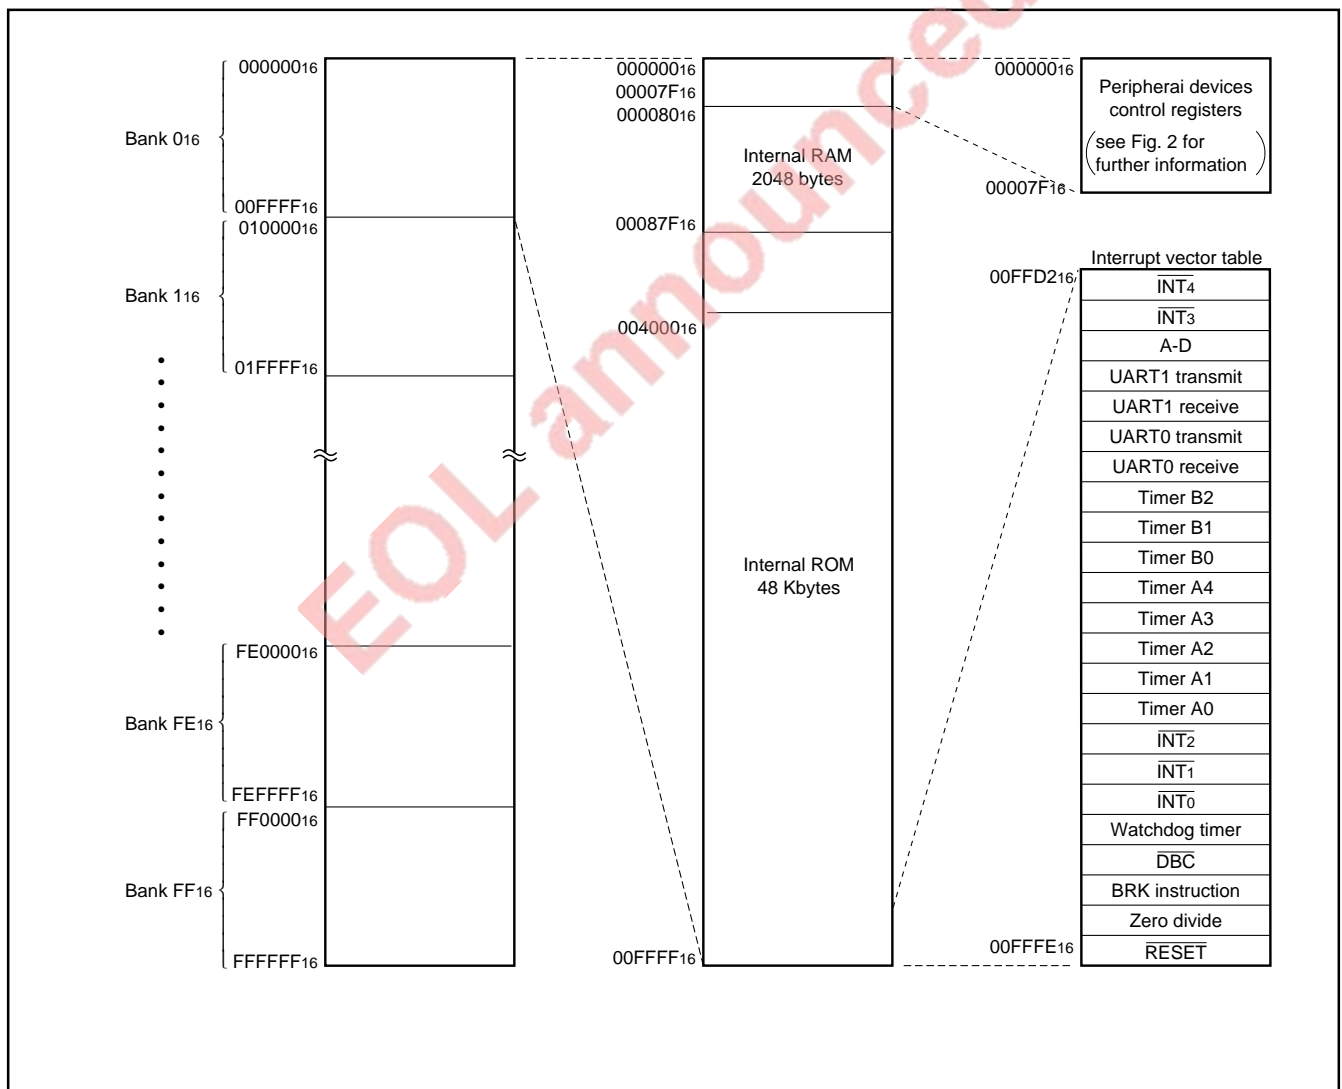 000000₁₆
Bank 0₁₆
00FFFF₁₆
010000₁₆
Bank 1₁₆
01FFFF₁₆
FE0000₁₆
Bank FE₁₆
FEFFFF₁₆
FF0000₁₆
Bank FF₁₆
FFFFFF₁₆
000000₁₆
00007F₁₆
000080₁₆
Internal RAM
2048 bytes
00087F₁₆
004000₁₆
Internal ROM
48 Kbytes
00FFFF₁₆
000000₁₆
Peripherai devices
control registers
(see Fig. 2 for
further information)
00007F₁₆
Interrupt vector table
00FFD2₁₆
INT4
INT3
A-D
UART1 transmit
UART1 receive
UART0 transmit
UART0 receive
Timer B2
Timer B1
Timer B0
Timer A4
Timer A3
Timer A2
Timer A1
Timer A0
INT2
INT1
INT0
Watchdog timer
DBC
BRK instruction
Zero divide
00FFFE₁₆
RESET
EOL announced